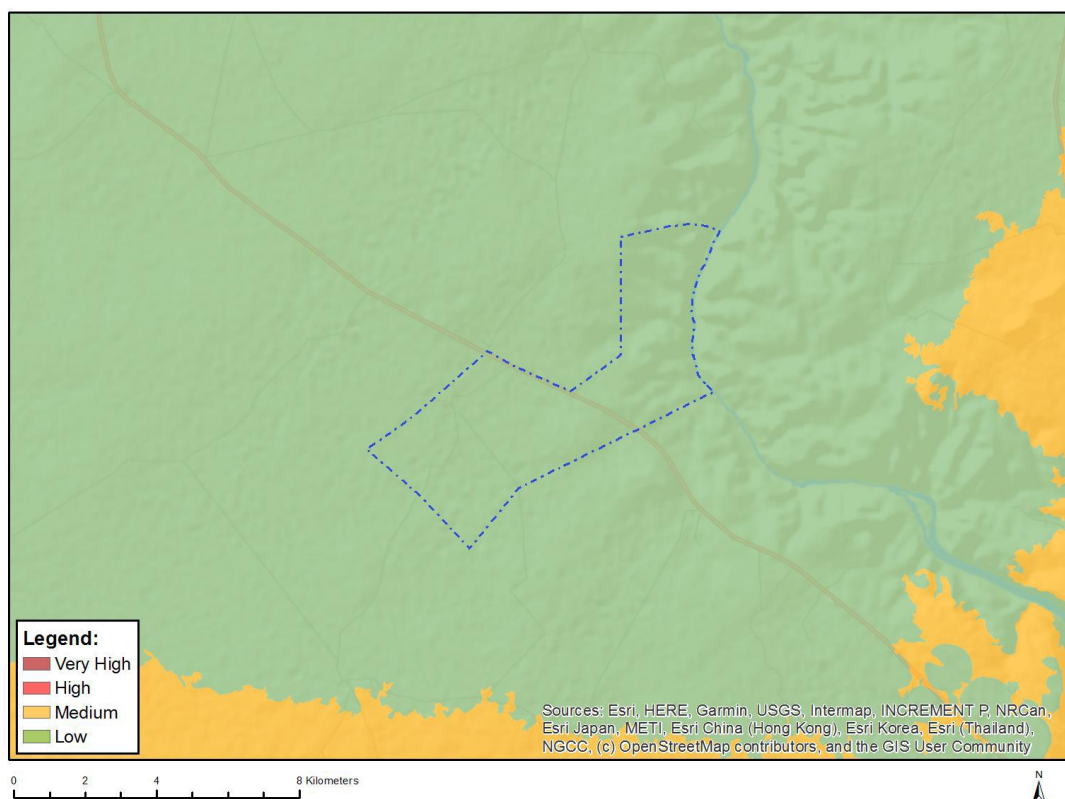 Legend:
Very High
High
Medium
Low
Sources: Esri, HERE, Garmin, USGS, Intermap, INCREMENT P, NRCan,
Esri Japan, METI, Esri China (Hong Kong), Esri Korea, Esri (Thailand),
NGCC, (c) OpenStreetMap contributors, and the GIS User Community
0 2 4 8 Kilometers
N